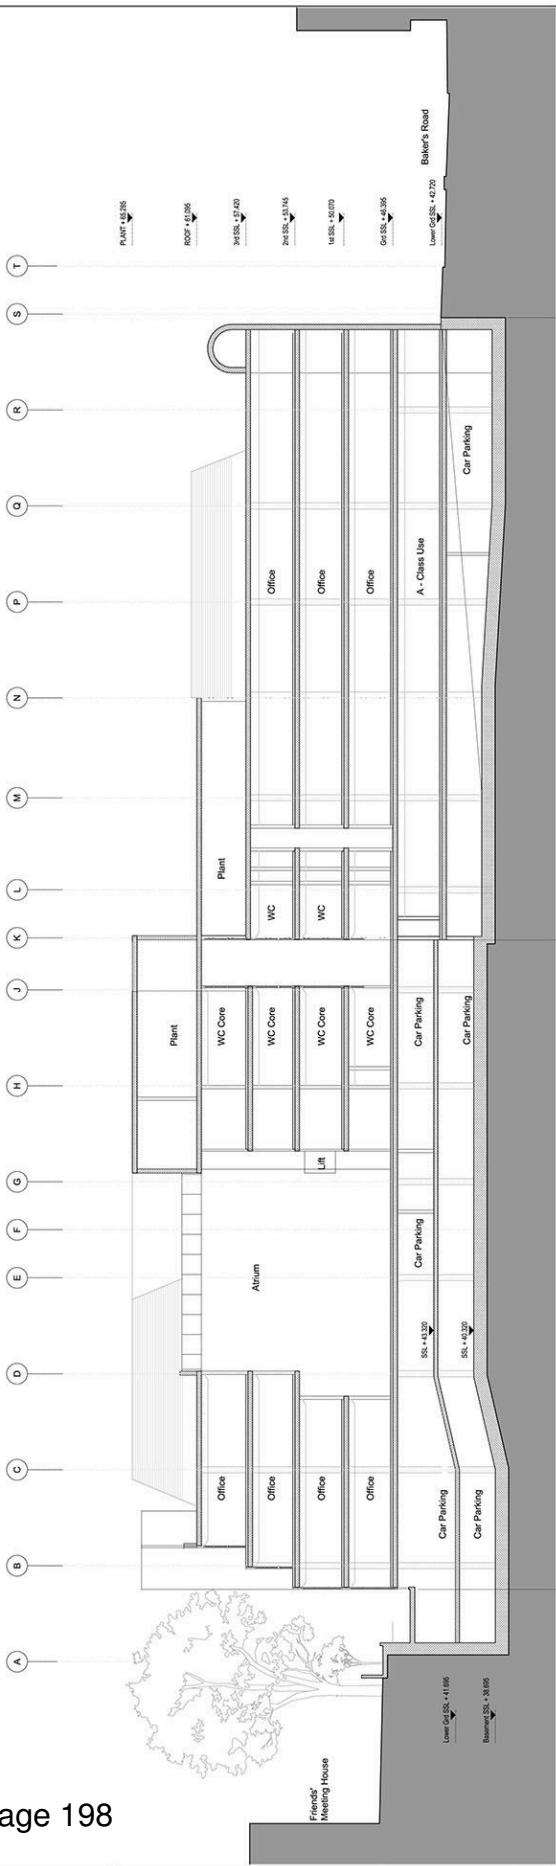 A B C D E F G H J K L M N P Q R S T
PLANT + 65.265
ROOF + 61.095
3rd SSL + 57.420
2nd SSL + 53.745
1st SSL + 50.070
Grd SSL + 46.395
Lower Grd SSL + 42.720
Baker's Road
Plant
Plant
Office
WC Core
Office
WC Core
WC
Office
Office
WC Core
WC
Office
Office
WC Core
Office
Atrium
Lift
A - Class Use
Car Parking
Car Parking
Car Parking
Car Parking
Car Parking
Car Parking
SSL + 43.320
SSL + 40.320
Friends'
Meeting House
Lower Grd SSL + 41.695
Basement SSL + 38.695
age 198